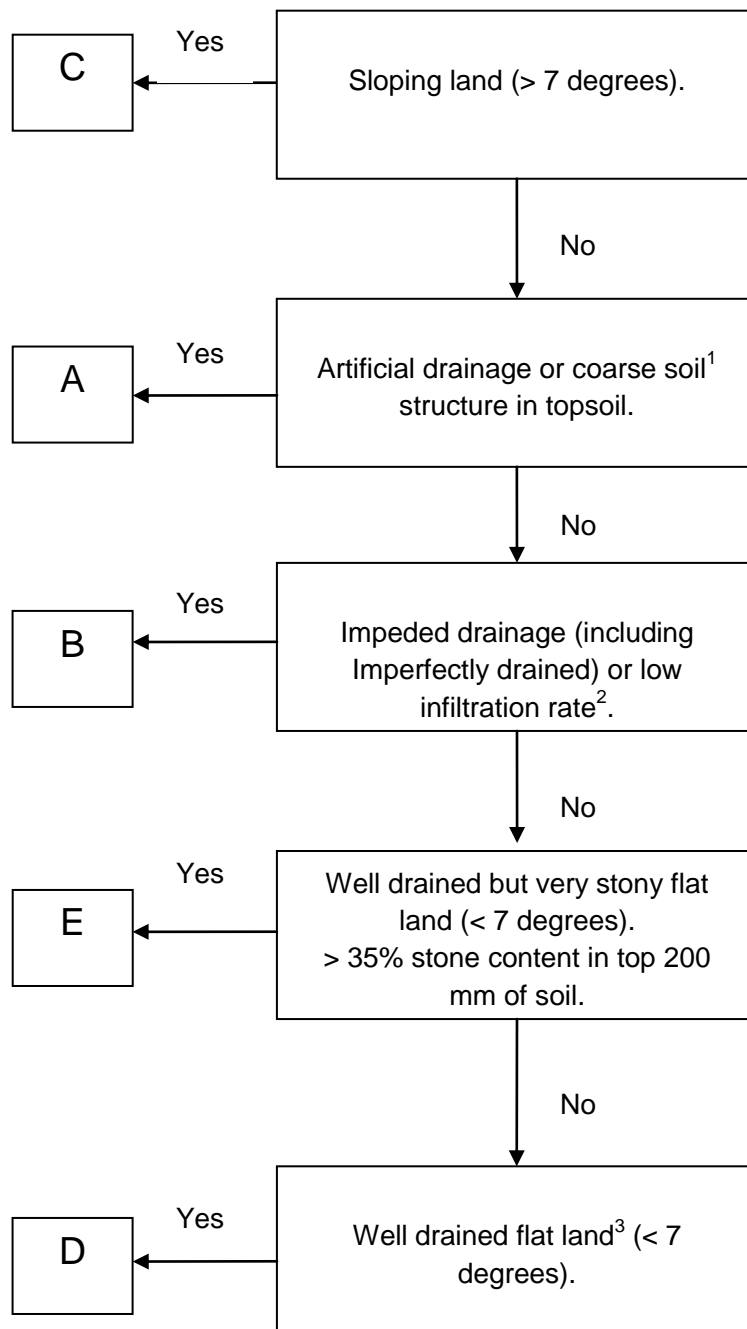 Yes
C
Sloping land (> 7 degrees).
No
Yes
A
Artificial drainage or coarse soil¹
structure in topsoil.
No
Yes
B
Impeded drainage (including
Imperfectly drained) or low
infiltration rate².
No
Yes
E
Well drained but very stony flat
land (< 7 degrees).
> 35% stone content in top 200
mm of soil.
No
Yes
D
Well drained flat land³ (< 7
degrees).